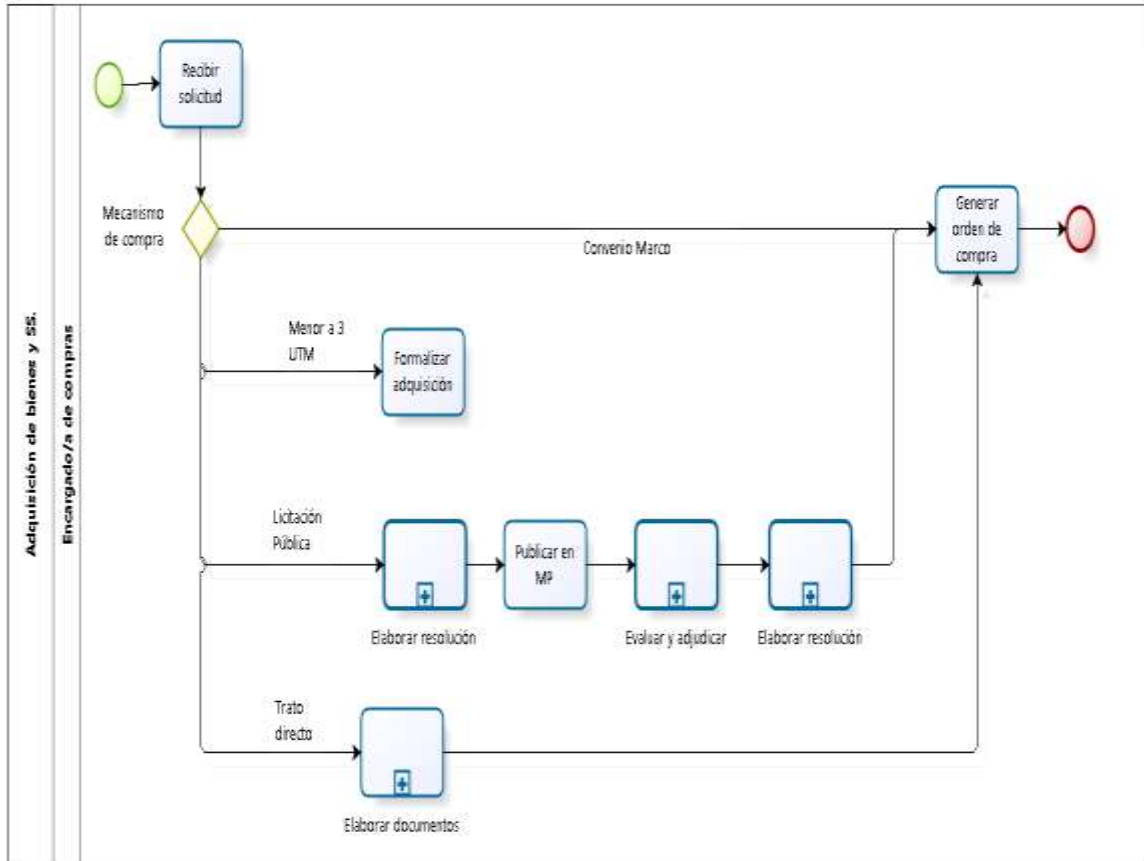 Adquisición de bienes y SS.
Encargado/a de compras
Recibir
solicitud
Mecanismo
de compra
Convenio Marco
Generar
orden de
compra
Menor a 3
UTM
Formalizar
adquisición
Licitación
Pública
Elaborar resolución
Publicar en
MP
Evaluar y adjudicar
Elaborar resolución
Trato
directo
Elaborar documentos